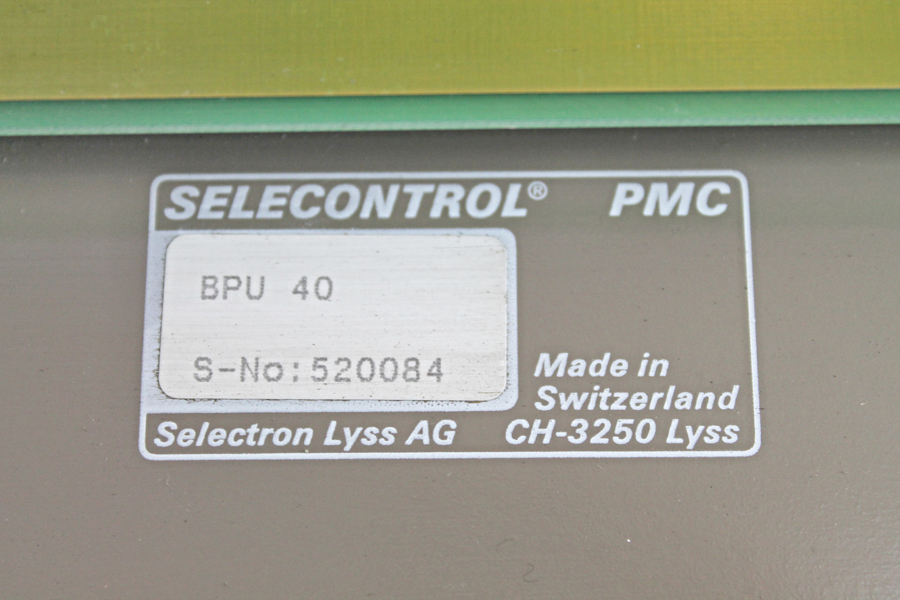 SELECONTROL® PMC
BPU 40
S-No:520084
Made in
Switzerland
Selectron Lyss AG CH-3250 Lyss